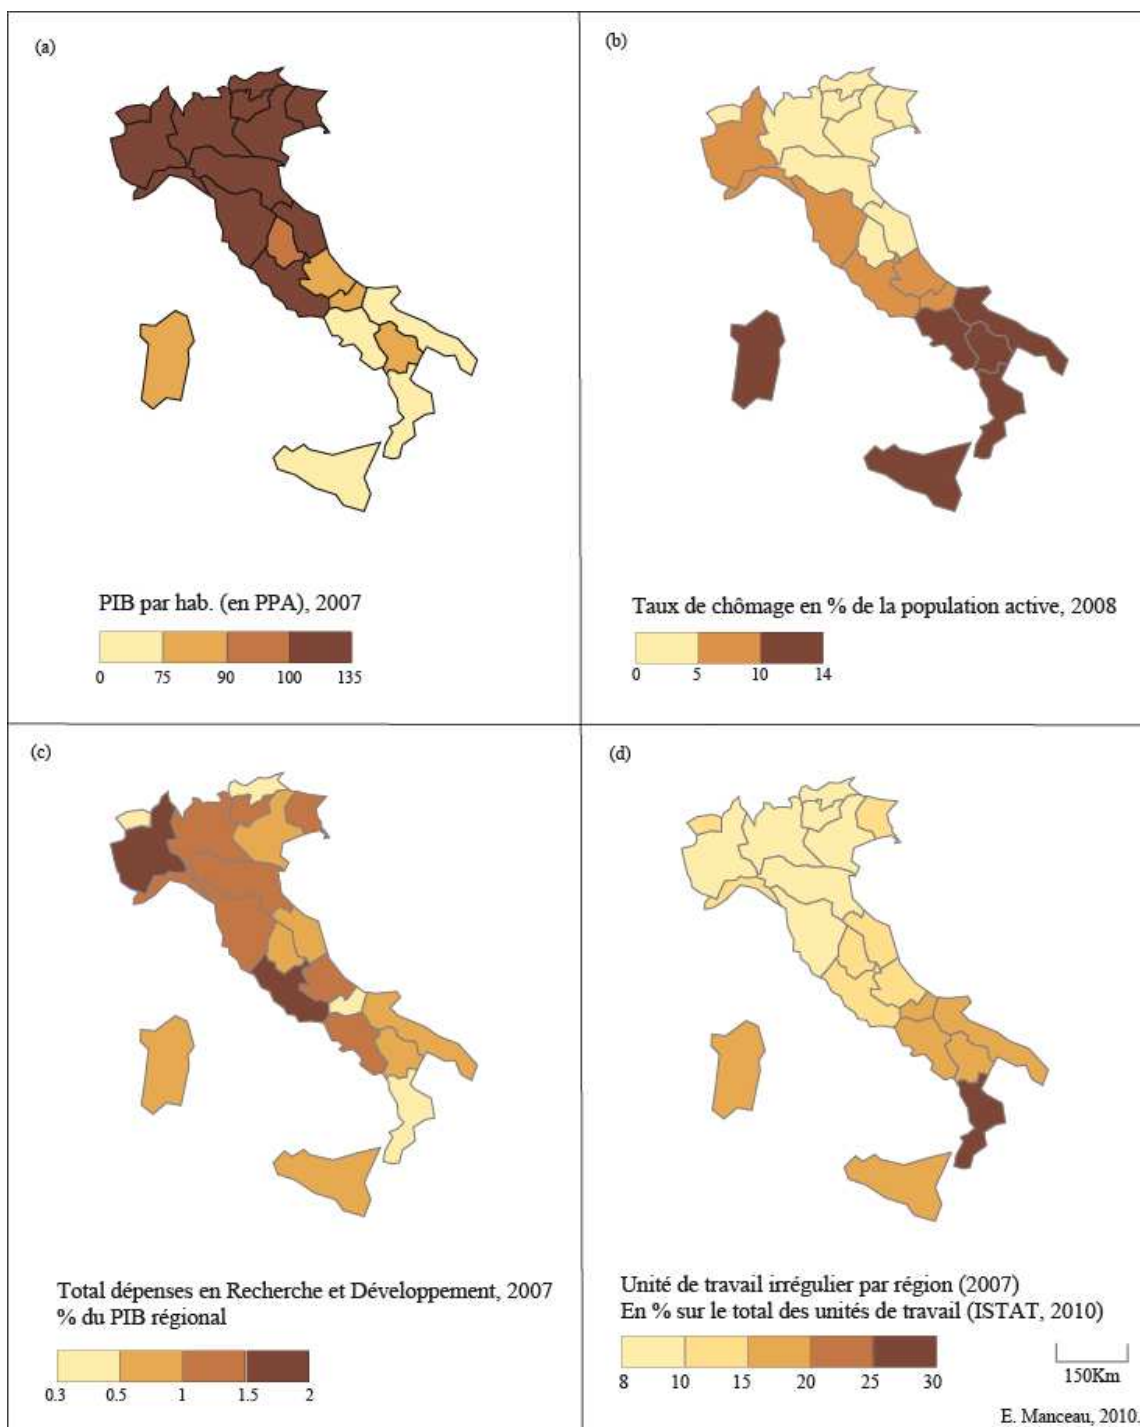 (a)
PIB par hab. (en PPA), 2007
0 75 90 100 135
(b)
Taux de chômage en % de la population active, 2008
0 5 10 14
(c)
Total dépenses en Recherche et Développement, 2007
% du PIB régional
0.3 0.5 1 1.5 2
(d)
Unité de travail irrégulier par région (2007)
En % sur le total des unités de travail (ISTAT, 2010)
8 10 15 20 25 30
150Km
E. Manceau, 2010.